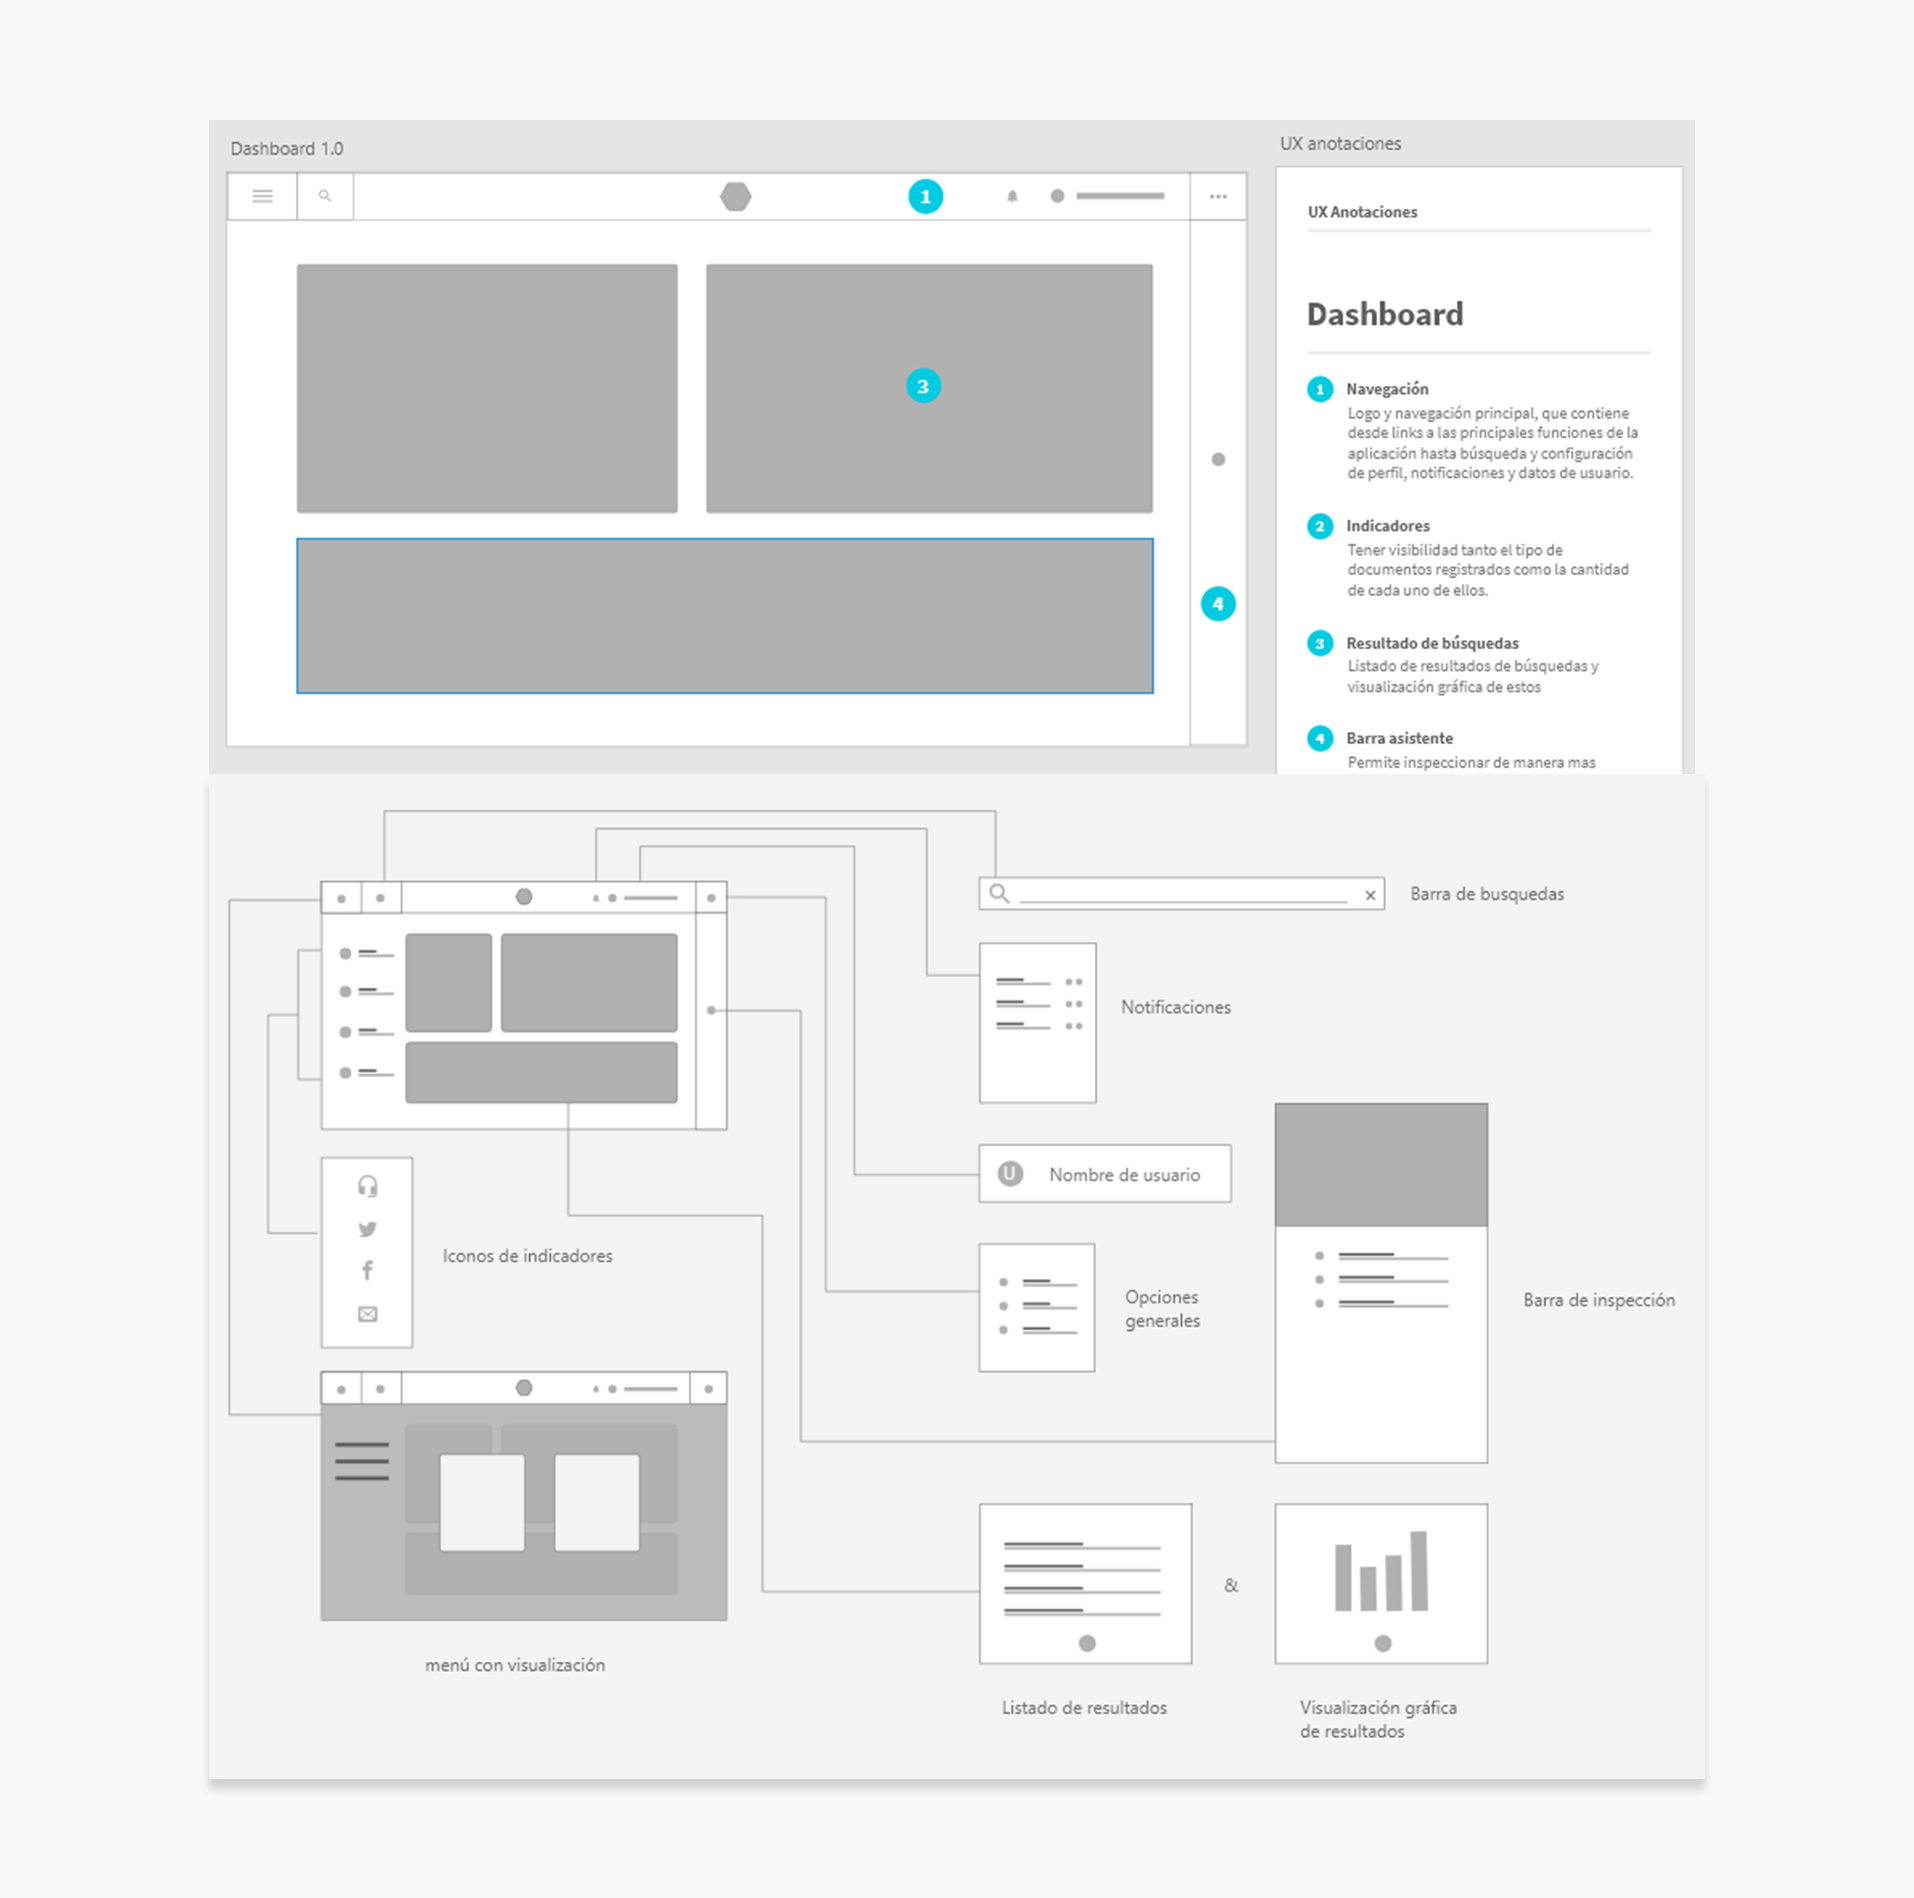 Dashboard 1.0
1
3
4
UX anotaciones
UX Anotaciones
Dashboard
1 Navegación
Logo y navegación principal, que contiene
desde links a las principales funciones de la
aplicación hasta búsqueda y configuración
de perfil, notificaciones y datos de usuario.
2 Indicadores
Tener visibilidad tanto el tipo de
documentos registrados como la cantidad
de cada uno de ellos.
3 Resultado de búsquedas
Listado de resultados de búsquedas y
visualización gráfica de estos
4 Barra asistente
Permite inspeccionar de manera mas
Barra de busquedas
Notificaciones
U Nombre de usuario
Iconos de indicadores
Opciones
generales
Barra de inspección
&
menú con visualización
Listado de resultados
Visualización gráfica
de resultados